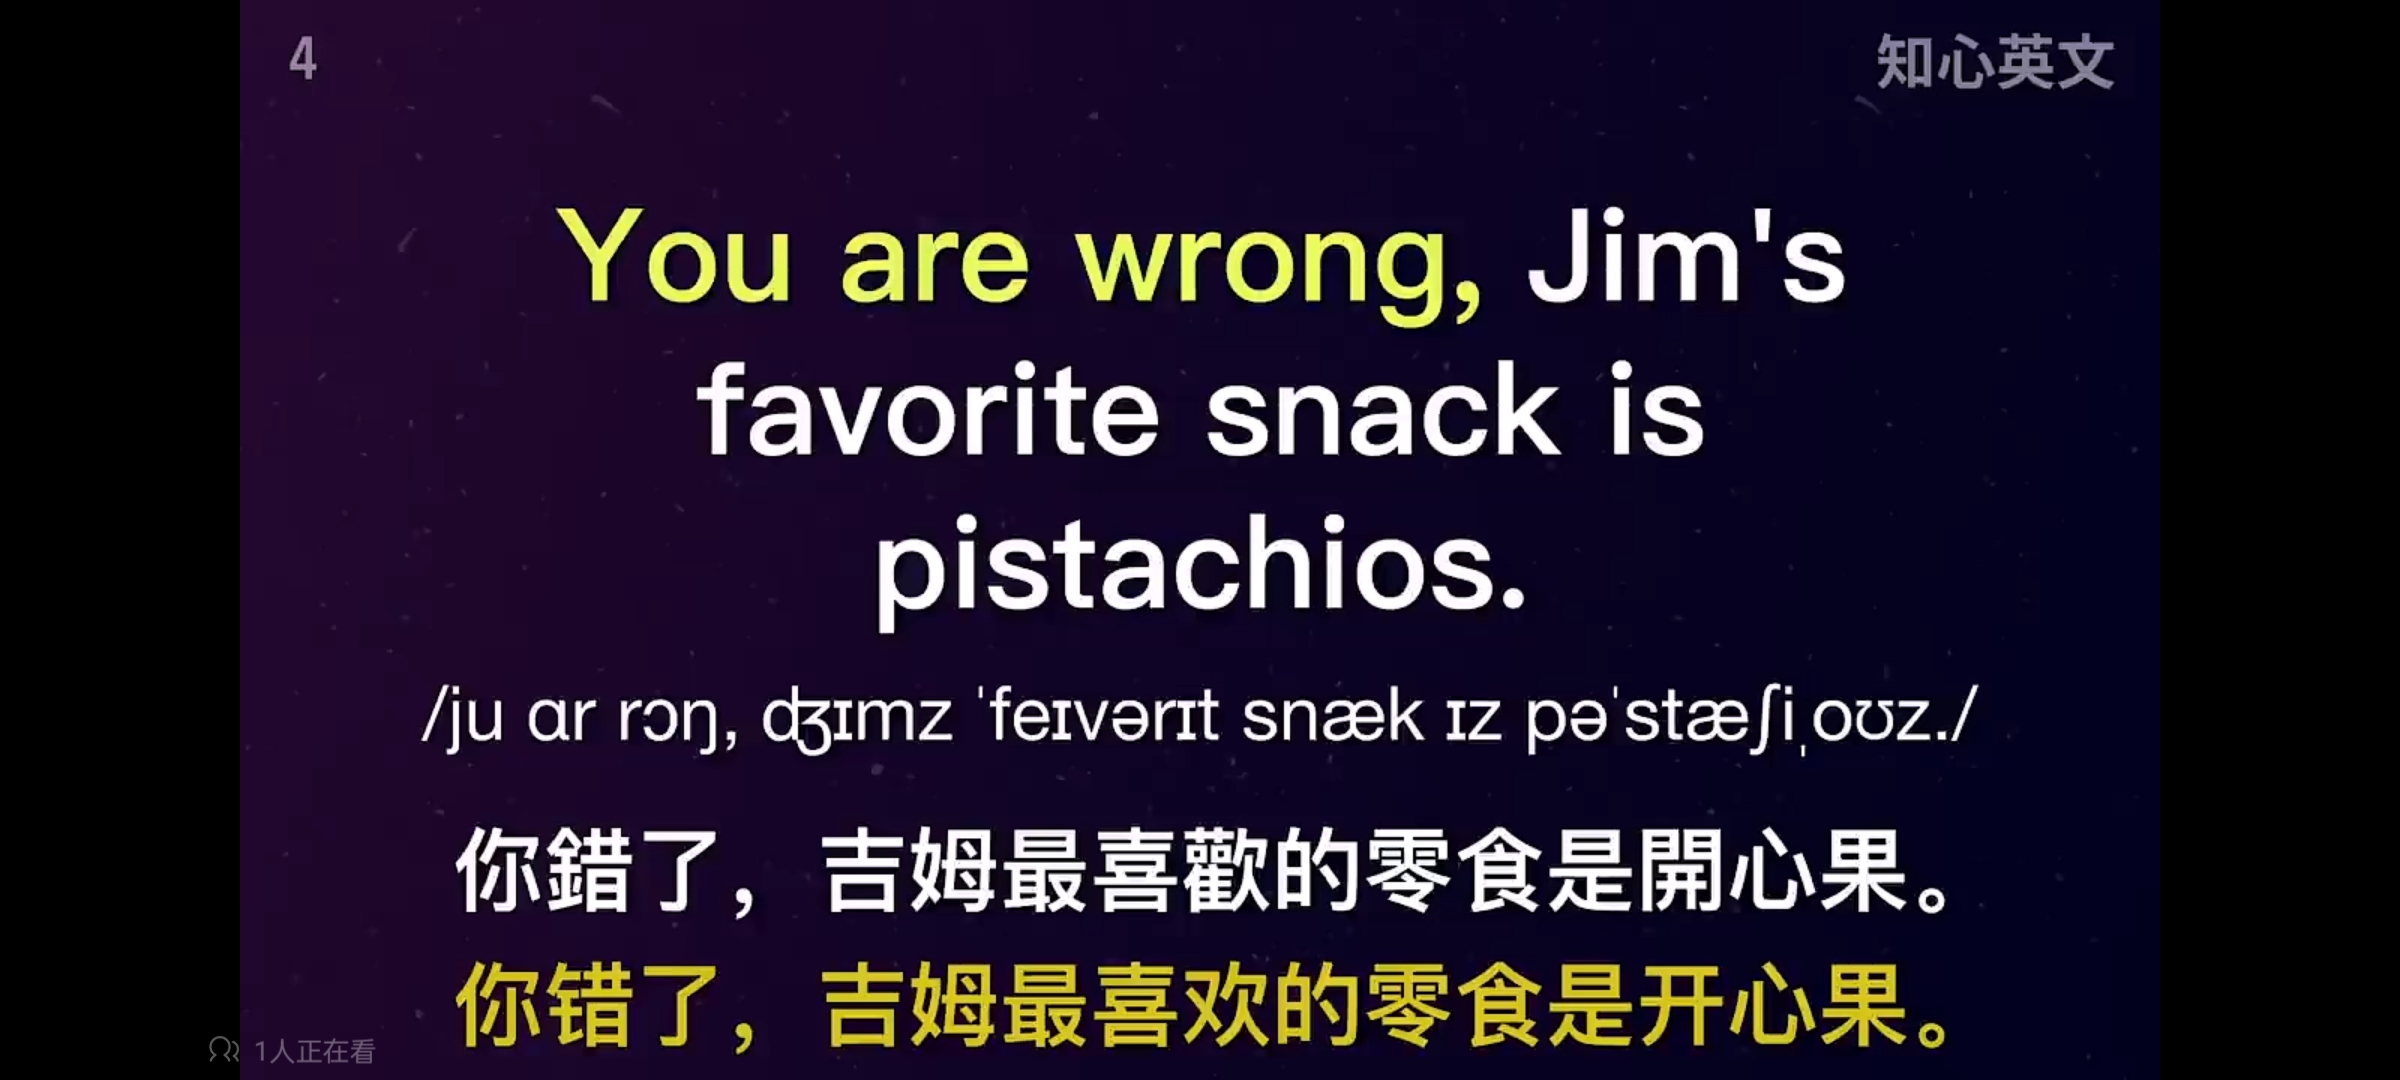 4
知心英文
You are wrong, Jim's
favorite snack is
pistachios.
/ju ɑr rɔŋ, ʤɪmz ˈfeɪvərɪt snæk ɪz pəˈstæʃiˌoʊz./
你錯了，吉姆最喜歡的零食是開心果。
你错了，吉姆最喜欢的零食是开心果。
1人正在看